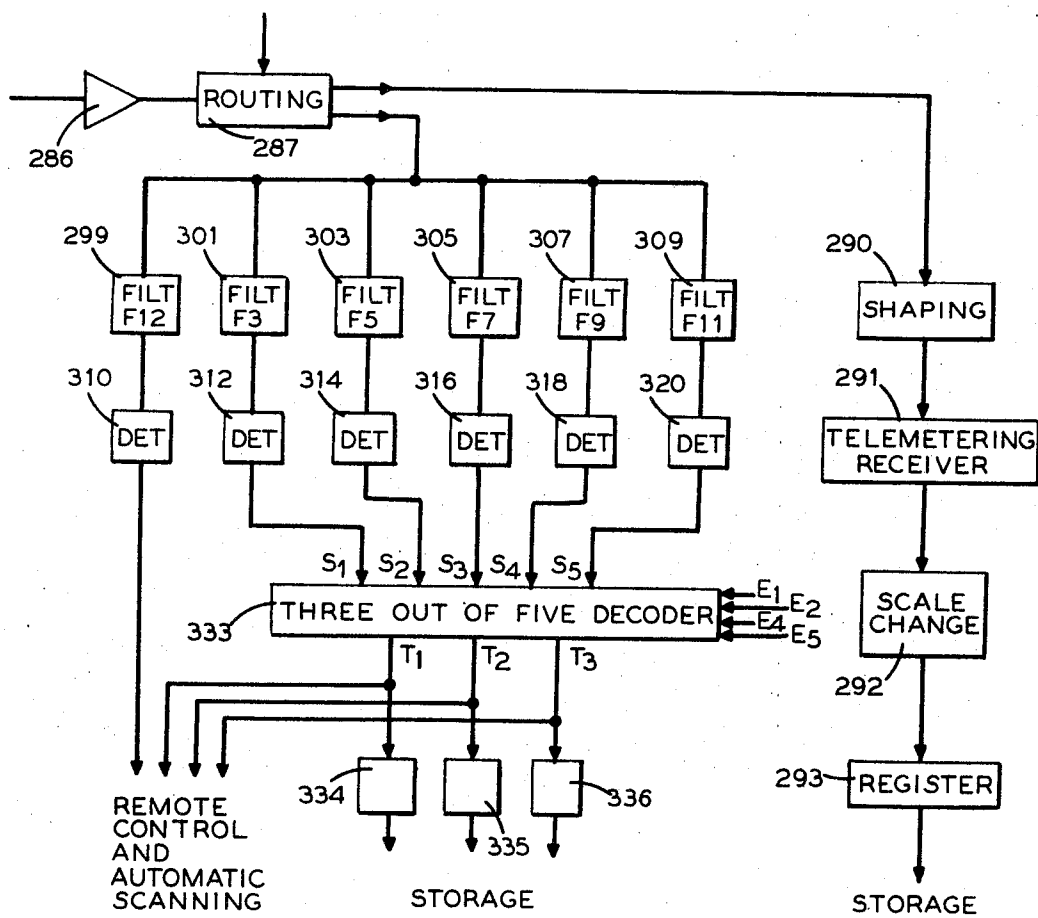 ROUTING
286
287
299
301
303
305
307
309
290
FILT
F12
FILT
F3
FILT
F5
FILT
F7
FILT
F9
FILT
F11
SHAPING
310
312
314
316
318
320
291
DET
DET
DET
DET
DET
DET
TELEMETERING
RECEIVER
S1
S2
S3
S4
S5
333
THREE OUT OF FIVE DECODER
E1
E2
E4
E5
SCALE
CHANGE
292
T1
T2
T3
334
335
336
293
REGISTER
REMOTE
CONTROL
AND
AUTOMATIC
SCANNING
STORAGE
STORAGE